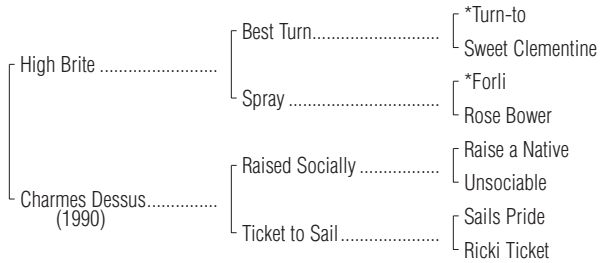 *Turn-to
Best Turn..............................
Sweet Clementine
High Brite ............................
*Forli
Spray ....................................
Rose Bower
Raise a Native
Raised Socially ...................
Unsociable
Charmes Dessus................
(1990)
Sails Pride
Ticket to Sail.......................
Ricki Ticket